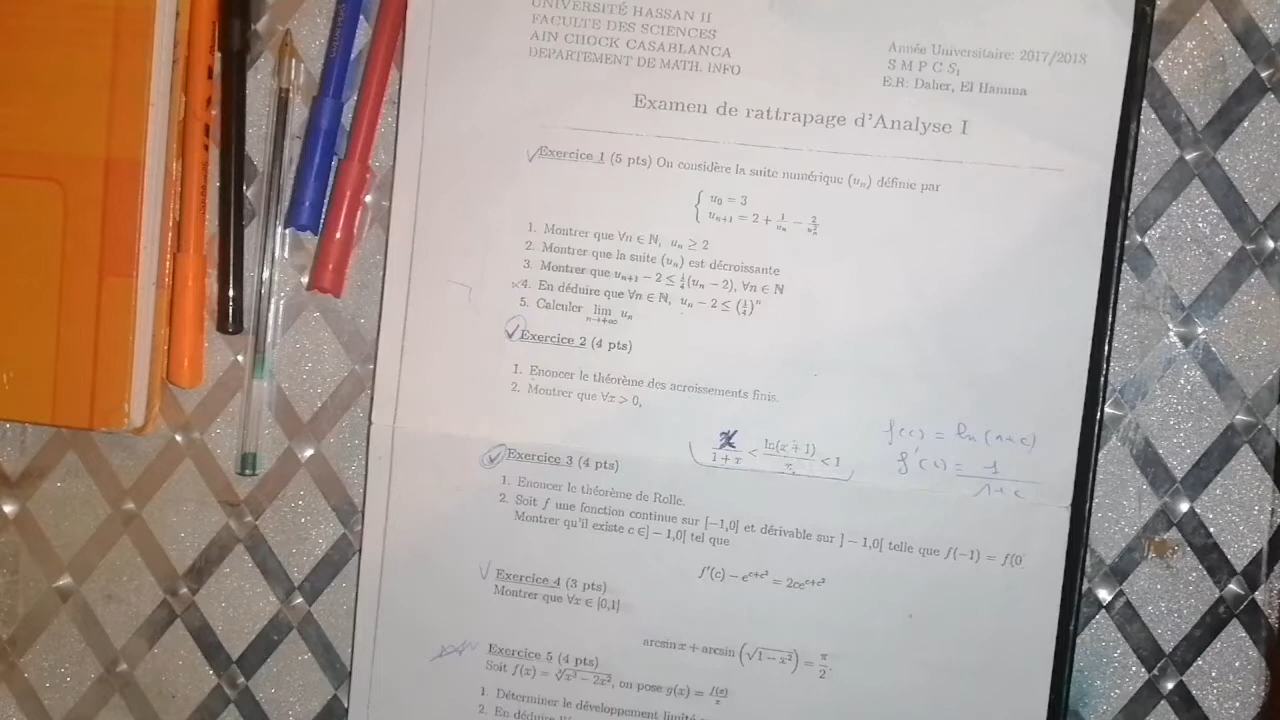 UNIVERSITÉ HASSAN II
FACULTE DES SCIENCES
AIN CHOCK CASABLANCA
DEPARTEMENT DE MATH. INFO
Année Universitaire: 2017/2018
S M P C S₁
E.R: Daher, El Hamma
Examen de rattrapage d'Analyse I
Exercice 1 (5 pts) On considère la suite numérique (uₙ) définie par
{ u₀ = 3
uₙ₊₁ = 2 + 1/uₙ − 2/uₙ²
1. Montrer que ∀n ∈ ℕ, uₙ ≥ 2
2. Montrer que la suite (uₙ) est décroissante
3. Montrer que uₙ₊₁ − 2 ≤ ¼(uₙ − 2), ∀n ∈ ℕ
4. En déduire que ∀n ∈ ℕ, uₙ − 2 ≤ (¼)ⁿ
5. Calculer lim n→+∞ uₙ
Exercice 2 (4 pts)
1. Enoncer le théorème des acroissements finis.
2. Montrer que ∀x > 0,
x/(1 + x) < ln(x + 1)/x < 1
f(c) = ln(1+c)
f'(c) = 1/(1+c)
Exercice 3 (4 pts)
1. Enoncer le théorème de Rolle.
2. Soit f une fonction continue sur [−1,0] et dérivable sur ]−1,0[ telle que f(−1) = f(0
Montrer qu'il existe c ∈] − 1,0[ tel que
f'(c) − e^(c+c²) = 2ce^(c+c²)
Exercice 4 (3 pts)
Montrer que ∀x ∈ [0,1]
arcsin x + arcsin (√(1 − x²)) = π/2.
Exercice 5 (4 pts)
Soit f(x) = ∛(x³ − 2x²), on pose g(x) = f(x)/x
1. Déterminer le développement limité
2. En déduire